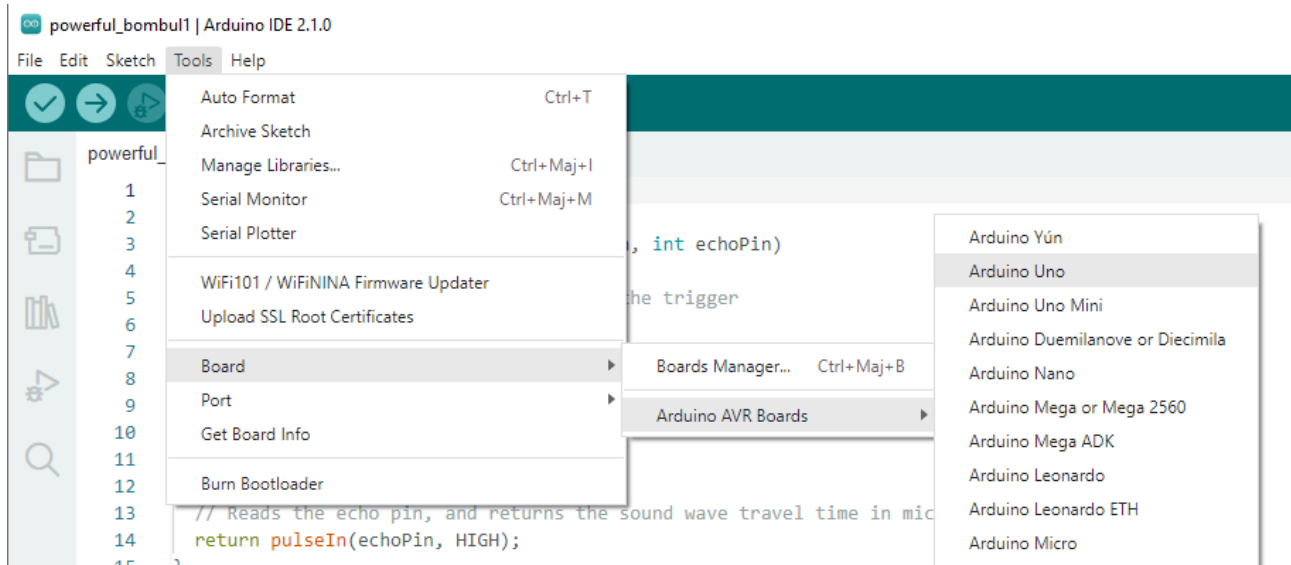 powerful_bombul1 | Arduino IDE 2.1.0
File Edit Sketch Tools Help
Auto Format Ctrl+T
Archive Sketch
Manage Libraries... Ctrl+Maj+I
Serial Monitor Ctrl+Maj+M
Serial Plotter
WiFi101 / WiFiNINA Firmware Updater
Upload SSL Root Certificates
Board
Port
Get Board Info
Burn Bootloader
Boards Manager... Ctrl+Maj+B
Arduino AVR Boards
Arduino Yún
Arduino Uno
Arduino Uno Mini
Arduino Duemilanove or Diecimila
Arduino Nano
Arduino Mega or Mega 2560
Arduino Mega ADK
Arduino Leonardo
Arduino Leonardo ETH
Arduino Micro
powerful_
1
2
3 , int echoPin)
4
5 the trigger
6
7
8
9
10
11
12
13 // Reads the echo pin, and returns the sound wave travel time in mic
14 return pulseIn(echoPin, HIGH);
15 }